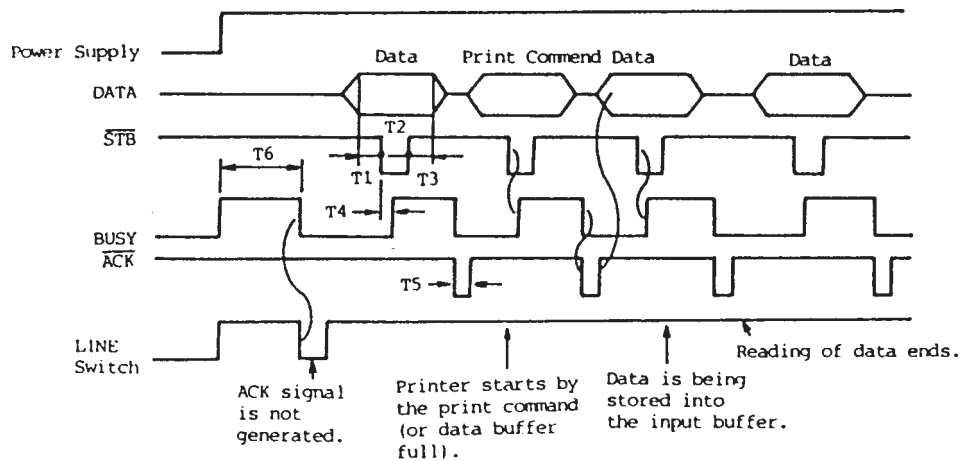 Power Supply
Data
Print Commend Data
Data
DATA
STB
T2
T6
T1
T3
T4
BUSY
ACK
T5
LINE
Switch
Reading of data ends.
ACK signal
is not
generated.
Printer starts by
the print command
(or data buffer
full).
Data is being
stored into
the input buffer.